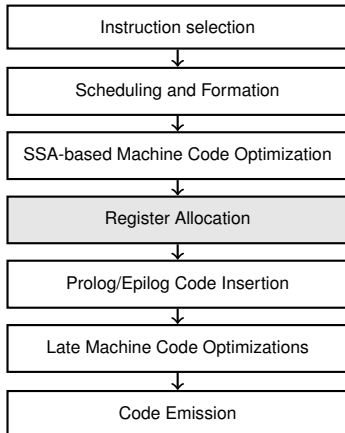 Instruction selection
Scheduling and Formation
SSA-based Machine Code Optimization
Register Allocation
Prolog/Epilog Code Insertion
Late Machine Code Optimizations
Code Emission